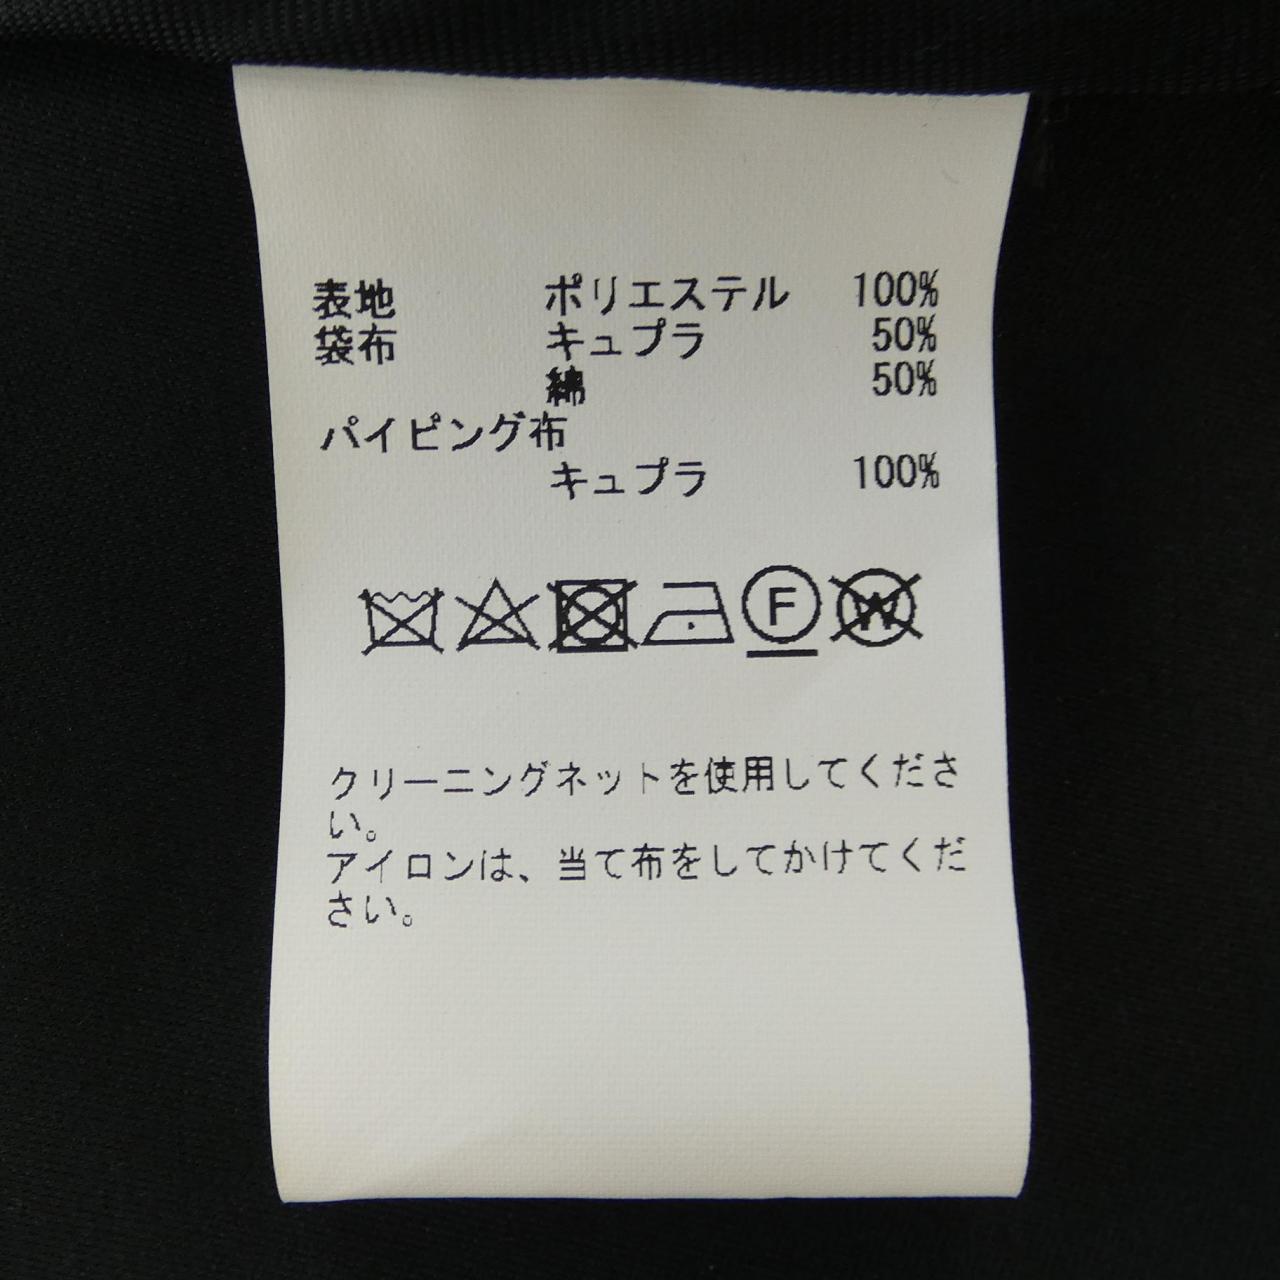 表地 ポリエステル 100%
袋布 キュプラ 50%
綿 50%
パイピング布
キュプラ 100%
F W
クリーニングネットを使用してくださ
い。
アイロンは、当て布をしてかけてくだ
さい。